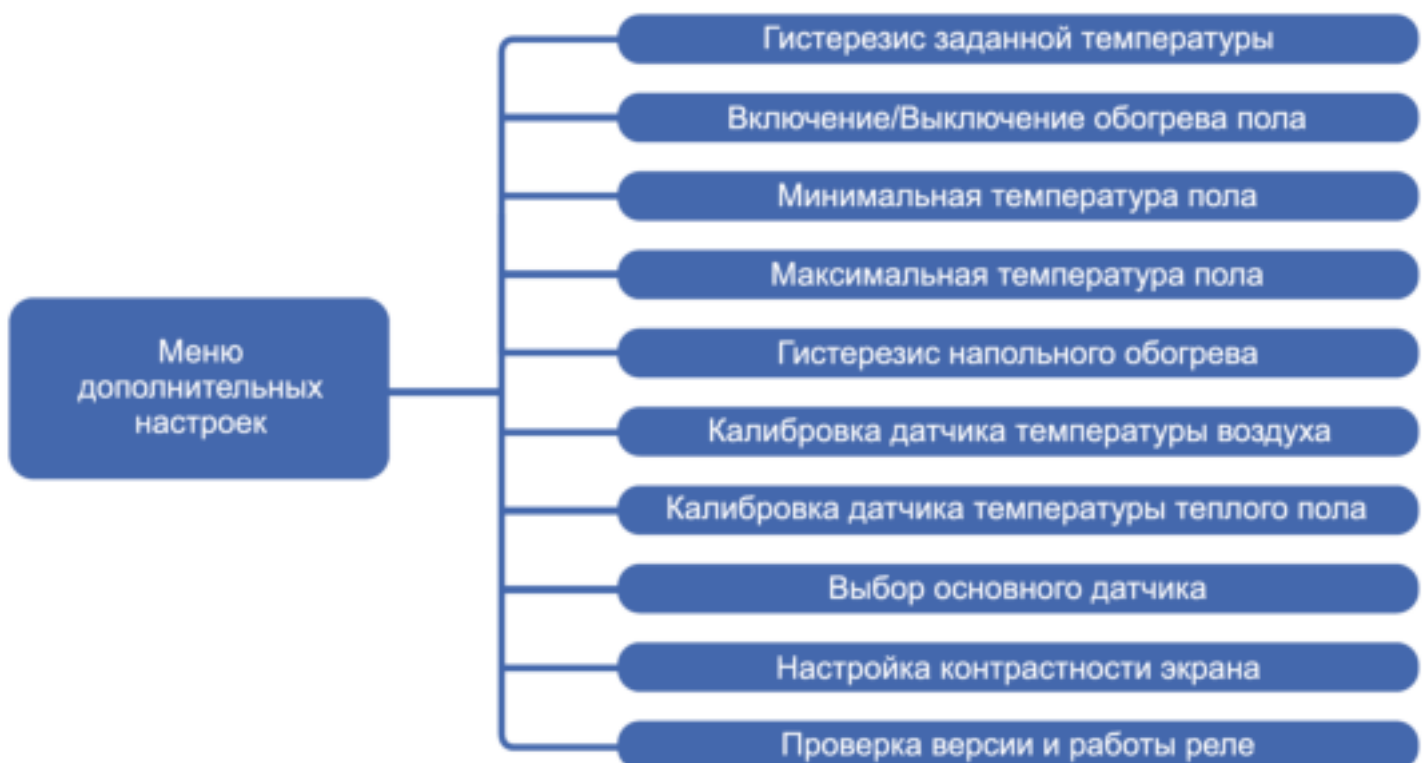 Гистерезис заданной температуры
Включение/Выключение обогрева пола
Минимальная температура пола
Максимальная температура пола
Меню
дополнительных
настроек
Гистерезис напольного обогрева
Калибровка датчика температуры воздуха
Калибровка датчика температуры теплого пола
Выбор основного датчика
Настройка контрастности экрана
Проверка версии и работы реле